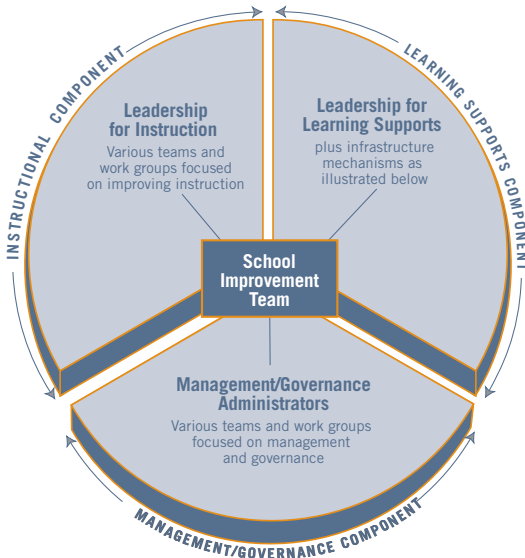 INSTRUCTIONAL COMPONENT
LEARNING SUPPORTS COMPONENT
Leadership
for Instruction
Various teams and
work groups focused
on improving instruction
Leadership for
Learning Supports
plus infrastructure
mechanisms as
illustrated below
School
Improvement
Team
Management/Governance
Administrators
Various teams and work groups
focused on management
and governance
MANAGEMENT/GOVERNANCE COMPONENT